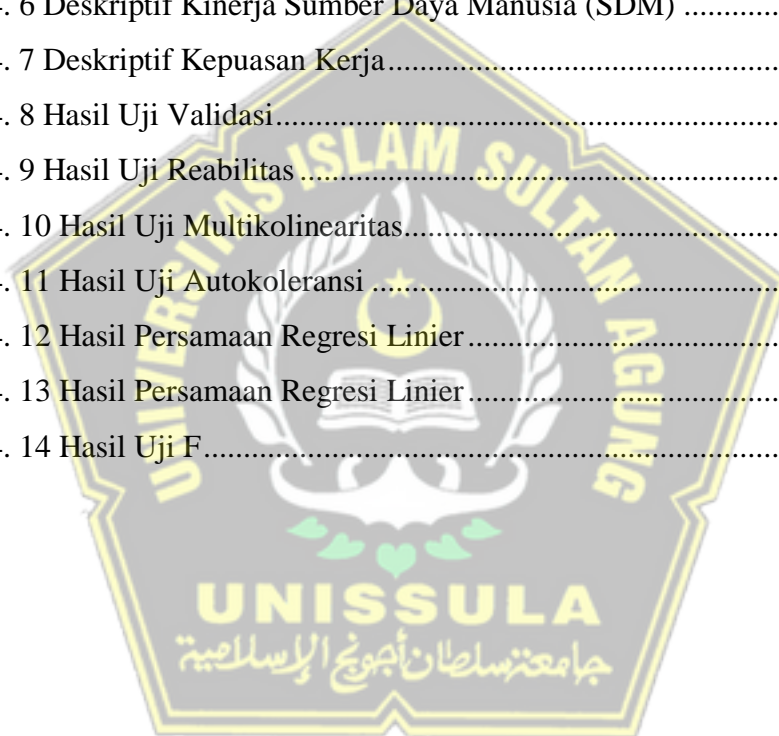 . 6 Deskriptif Kinerja Sumber Daya Manusia (SDM) ..........
. 7 Deskriptif Kepuasan Kerja..........
. 8 Hasil Uji Validasi..........
. 9 Hasil Uji Reabilitas ..........
. 10 Hasil Uji Multikolinearitas..........
. 11 Hasil Uji Autokoleransi ..........
. 12 Hasil Persamaan Regresi Linier ..........
. 13 Hasil Persamaan Regresi Linier ..........
. 14 Hasil Uji F..........
UNIVERSITAS ISLAM SULTAN AGUNG
UNISSULA
جامعتسلطان أجونج الإسلامية